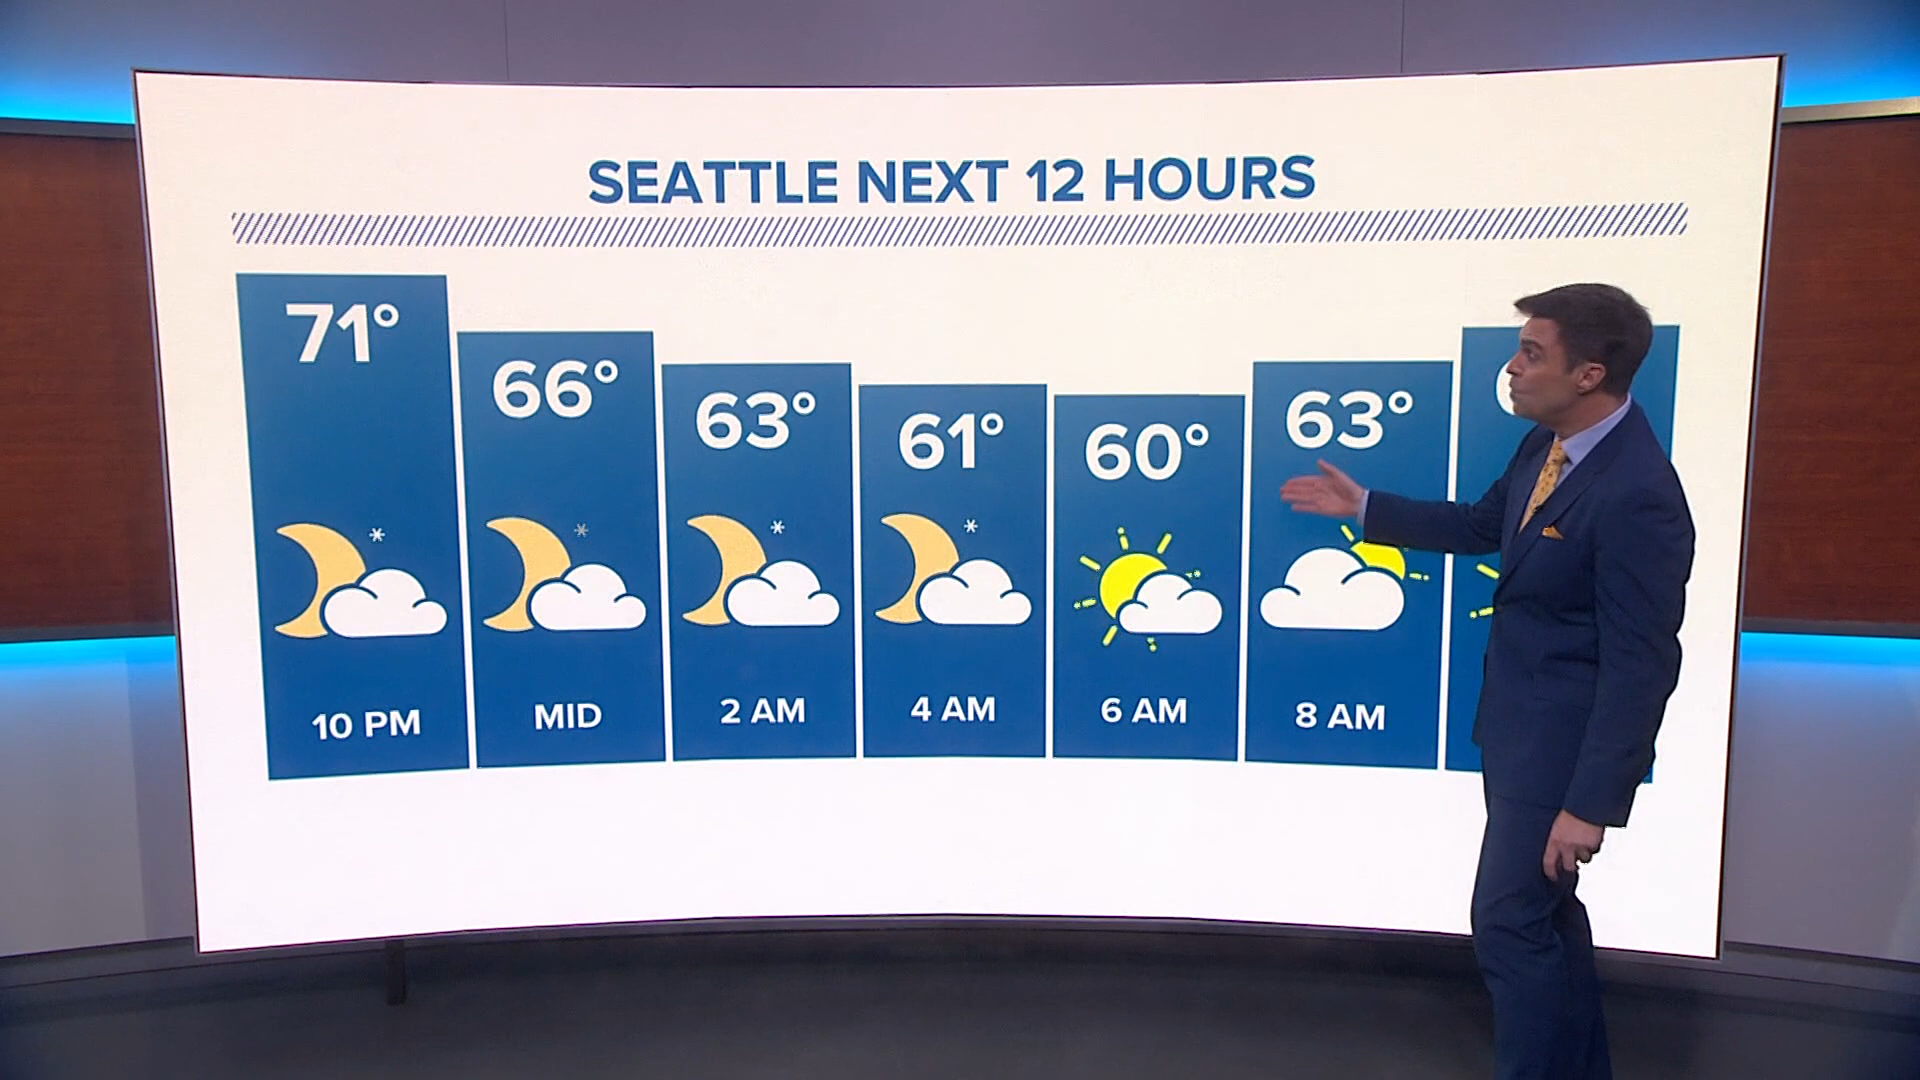 SEATTLE NEXT 12 HOURS
71° 66° 63° 61° 60° 63°
10 PM MID 2 AM 4 AM 6 AM 8 AM